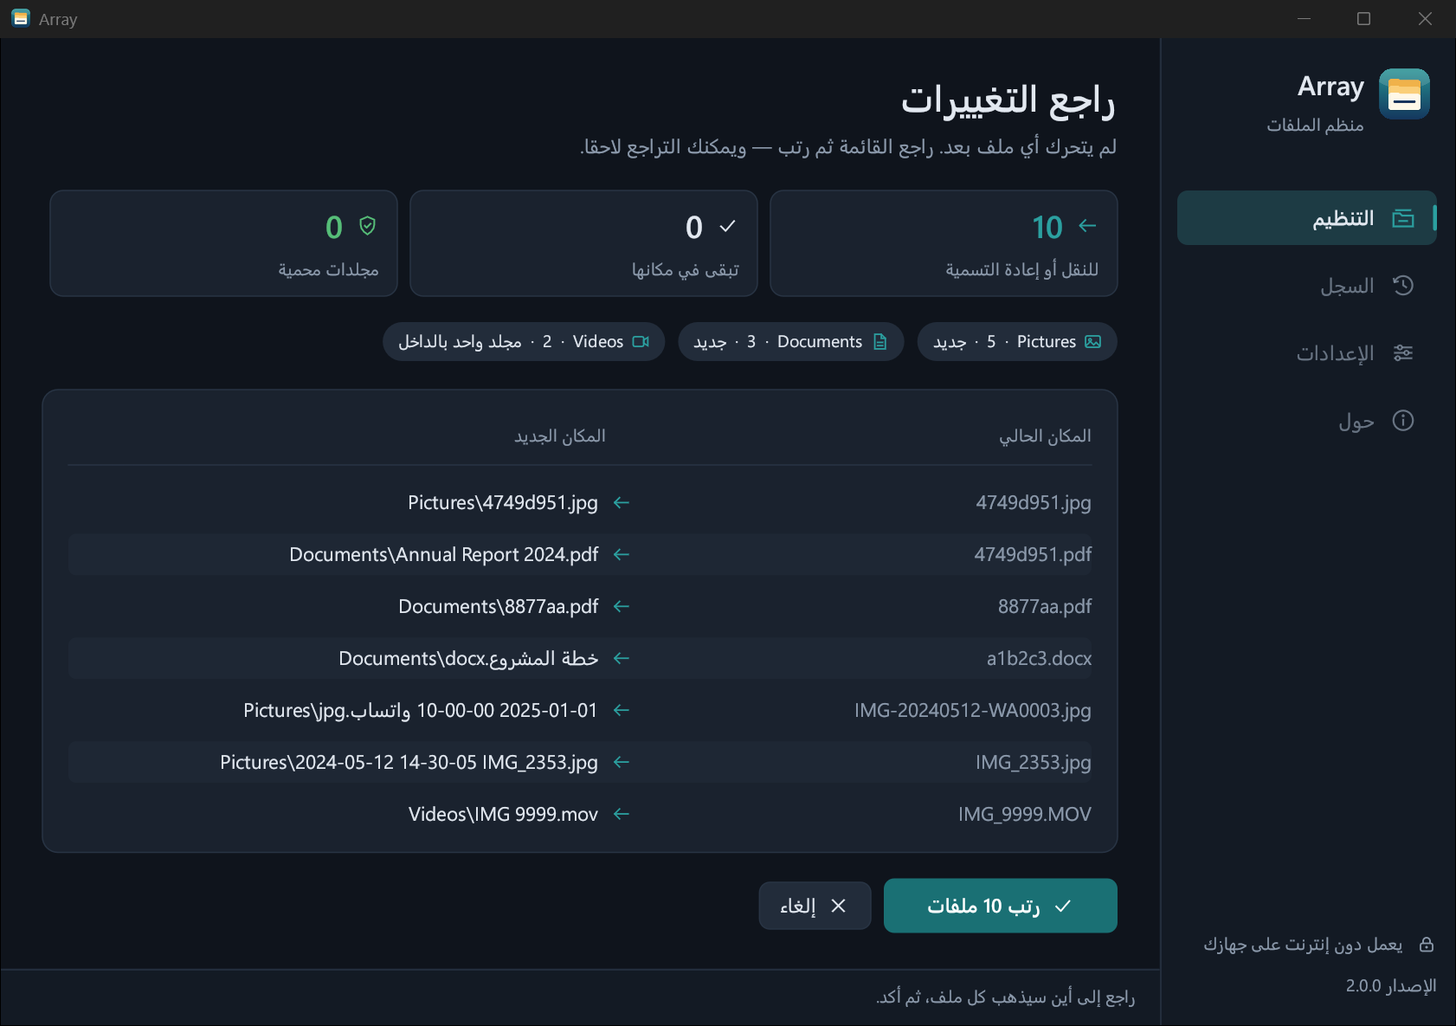 Array
Array
منظم الملفات
التنظيم
السجل
الإعدادات
حول
يعمل دون إنترنت على جهازك
الإصدار 2.0.0
راجع التغييرات
لم يتحرك أي ملف بعد. راجع القائمة ثم رتب — ويمكنك التراجع لاحقا.
10
للنقل أو إعادة التسمية
0
تبقى في مكانها
0
مجلدات محمية
Pictures · 5 · جديد
Documents · 3 · جديد
Videos · 2 · مجلد واحد بالداخل
المكان الحالي
المكان الجديد
4749d951.jpg ← Pictures\4749d951.jpg
4749d951.pdf ← Documents\Annual Report 2024.pdf
8877aa.pdf ← Documents\8877aa.pdf
a1b2c3.docx ← Documents\خطة المشروع.docx
IMG-20240512-WA0003.jpg ← Pictures\واتساب 2025-01-01 10-00-00.jpg
IMG_2353.jpg ← Pictures\2024-05-12 14-30-05 IMG_2353.jpg
IMG_9999.MOV ← Videos\IMG 9999.mov
رتب 10 ملفات
إلغاء
راجع إلى أين سيذهب كل ملف، ثم أكد.